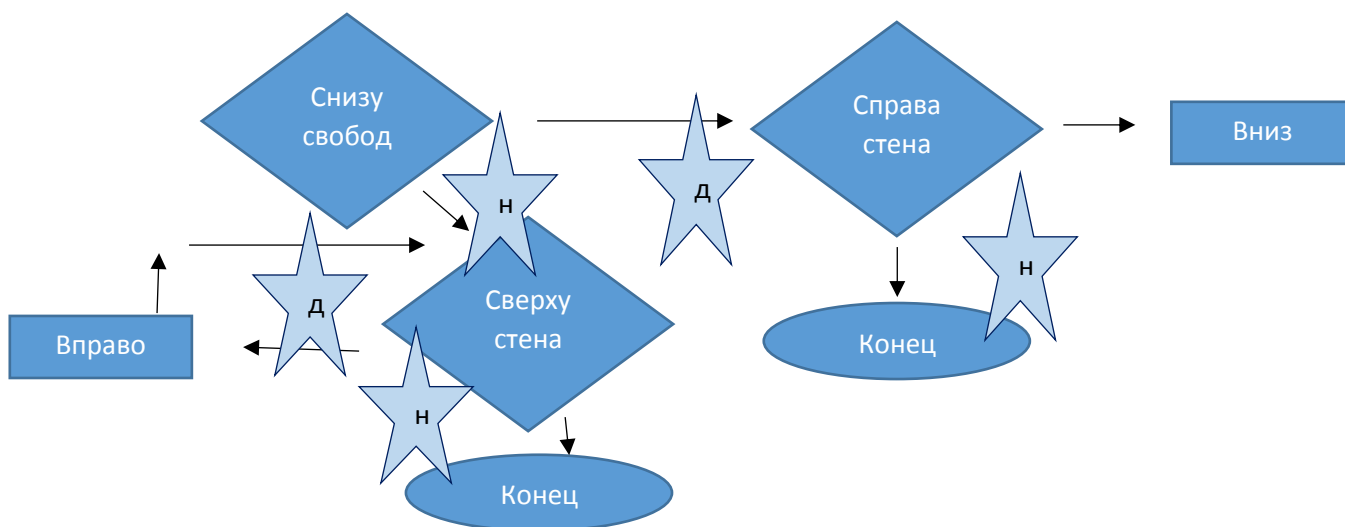 Снизу
свобод
Справа
стена
Вниз
н
д
н
д
Сверху
стена
Вправо
Конец
н
Конец